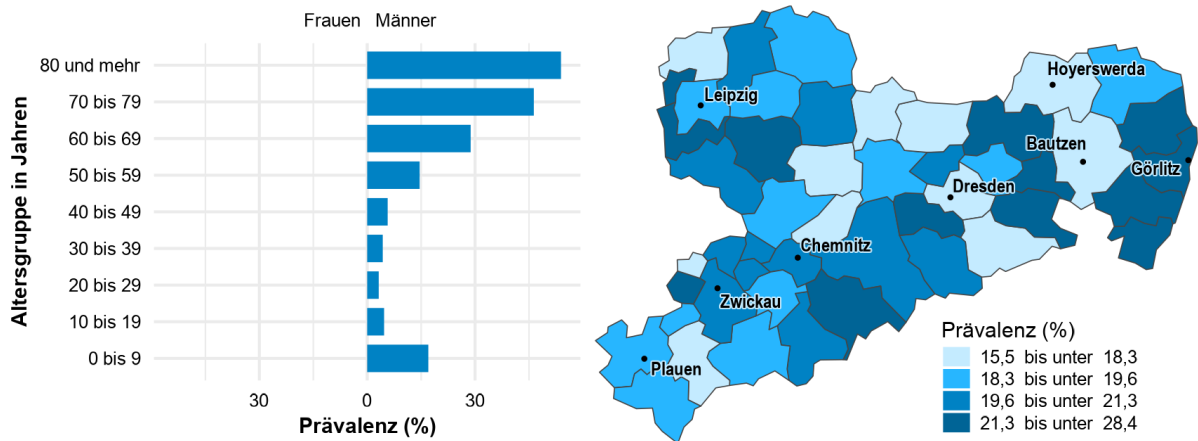 Frauen Männer
Altersgruppe in Jahren
80 und mehr
70 bis 79
60 bis 69
50 bis 59
40 bis 49
30 bis 39
20 bis 29
10 bis 19
0 bis 9
30 0 30
Prävalenz (%)
Hoyerswerda
Leipzig
Bautzen
Görlitz
Dresden
Chemnitz
Zwickau
Plauen
Prävalenz (%)
15,5 bis unter 18,3
18,3 bis unter 19,6
19,6 bis unter 21,3
21,3 bis unter 28,4